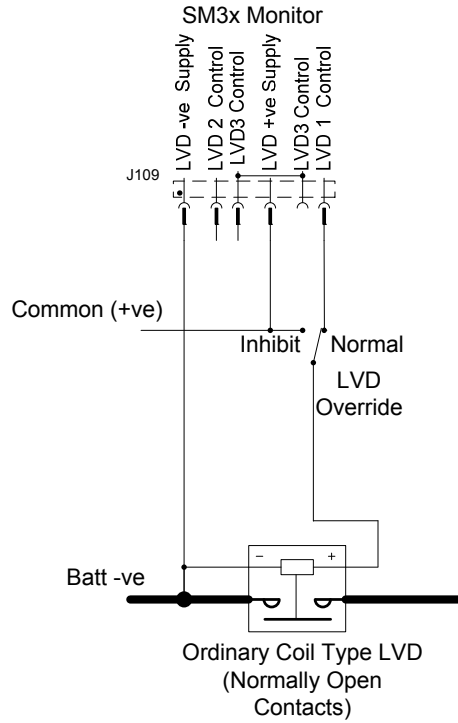 SM3x Monitor
LVD -ve Supply
LVD 2 Control
LVD3 Control
LVD +ve Supply
LVD3 Control
LVD 1 Control
J109
Common (+ve)
Inhibit
Normal
LVD
Override
- +
Batt -ve
Ordinary Coil Type LVD
(Normally Open
Contacts)